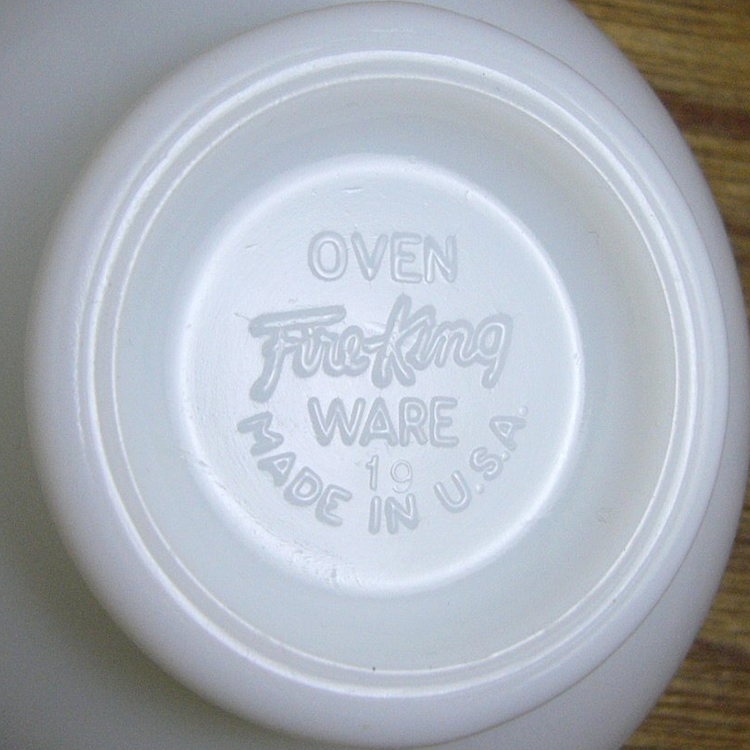 OVEN
Fire-King
WARE
19
MADE IN U.S.A.